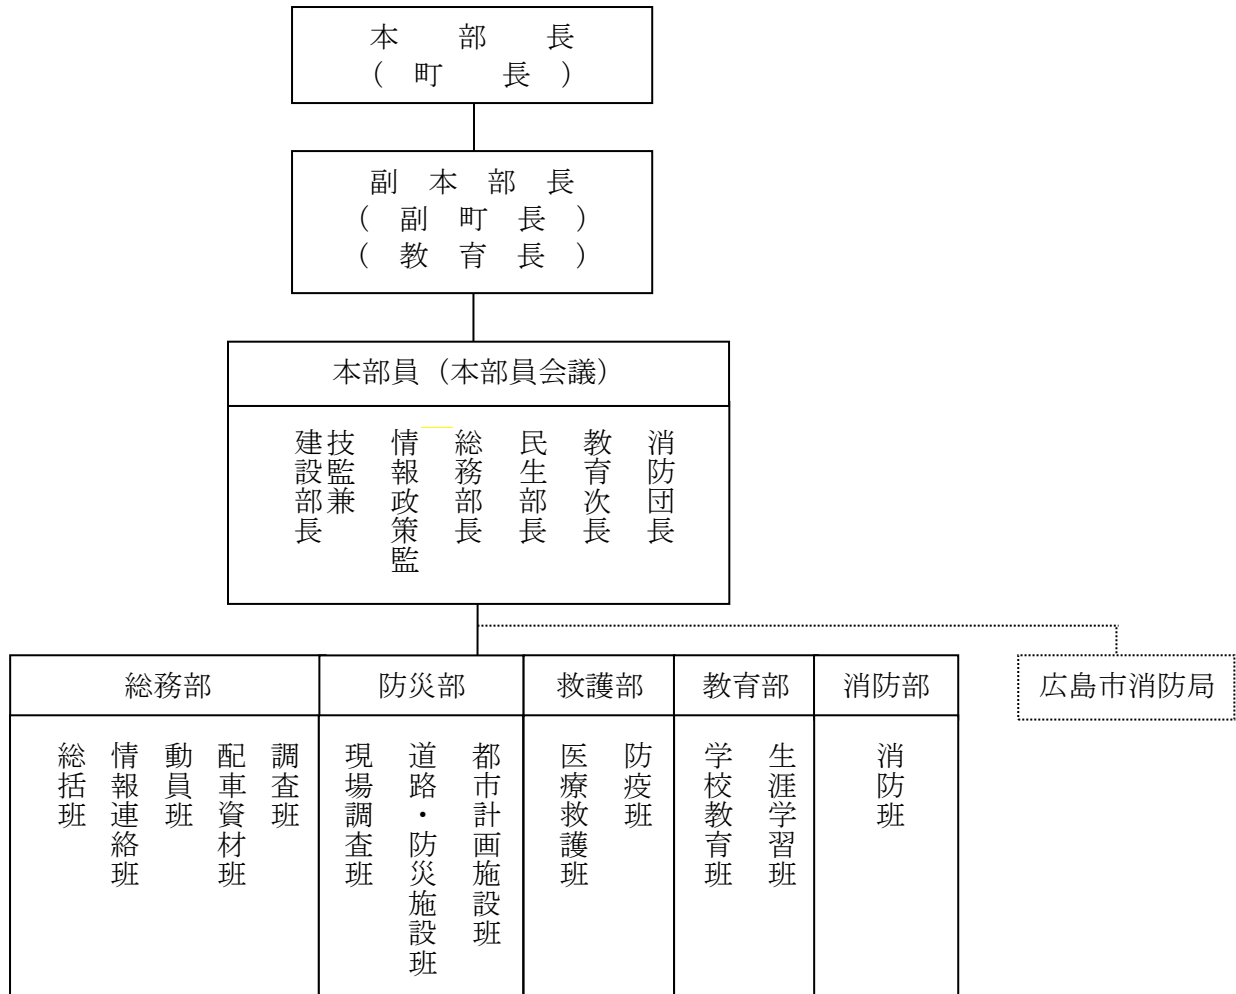 本部長
(町長)
副本部長
(副町長)
(教育長)
本部員(本部員会議)
技監兼
建設部長
情報政策監
総務部長
民生部長
教育次長
消防団長
総務部
防災部
救護部
教育部
消防部
広島市消防局
総括班
情報連絡班
動員班
配車資材班
調査班
現場調査班
道路・防災施設班
都市計画施設班
医療救護班
防疫班
学校教育班
生涯学習班
消防班